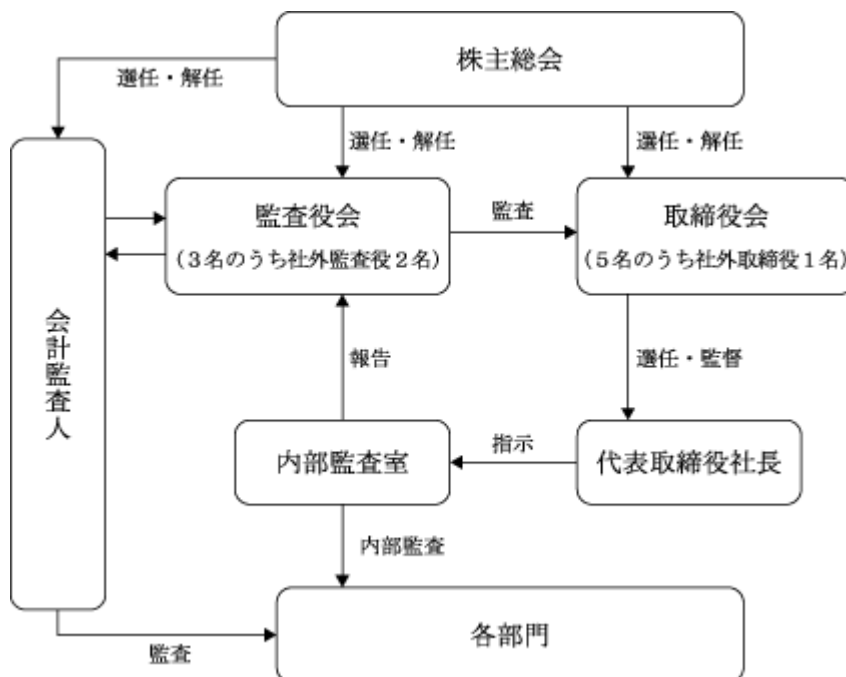 株主総会
選任・解任
選任・解任
選任・解任
監査役会
(3名のうち社外監査役2名)
監査
取締役会
(5名のうち社外取締役1名)
会計監査人
報告
選任・監督
内部監査室
指示
代表取締役社長
内部監査
各部門
監査